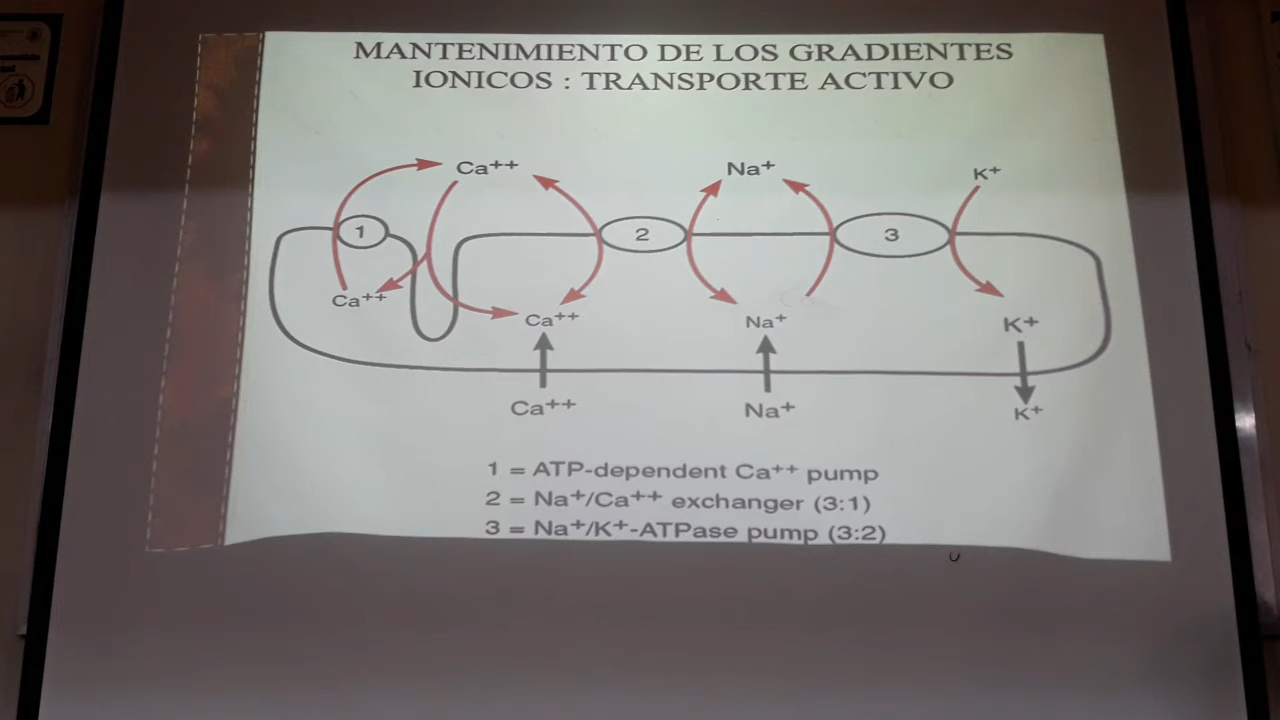 MANTENIMIENTO DE LOS GRADIENTES
IONICOS : TRANSPORTE ACTIVO
Ca++
Na+
K+
1
2
3
Ca++
Ca++
Na+
K+
Ca++
Na+
K+
1 = ATP-dependent Ca++ pump
2 = Na+/Ca++ exchanger (3:1)
3 = Na+/K+-ATPase pump (3:2)